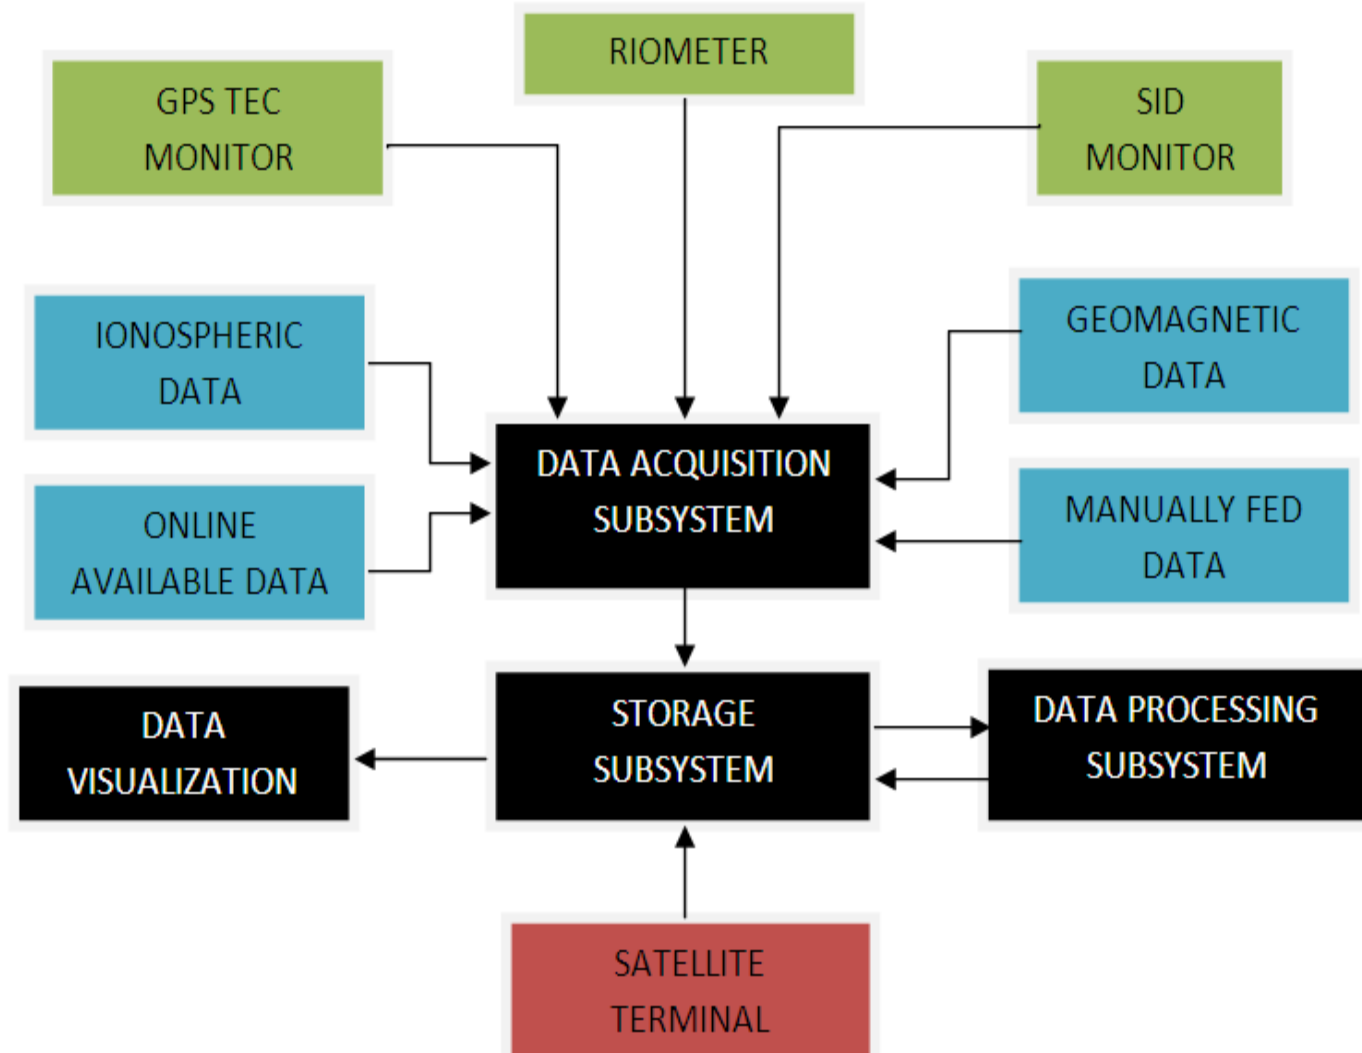 RIOMETER
GPS TEC
MONITOR
SID
MONITOR
IONOSPHERIC
DATA
GEOMAGNETIC
DATA
DATA ACQUISITION
SUBSYSTEM
ONLINE
AVAILABLE DATA
MANUALLY FED
DATA
DATA
VISUALIZATION
STORAGE
SUBSYSTEM
DATA PROCESSING
SUBSYSTEM
SATELLITE
TERMINAL